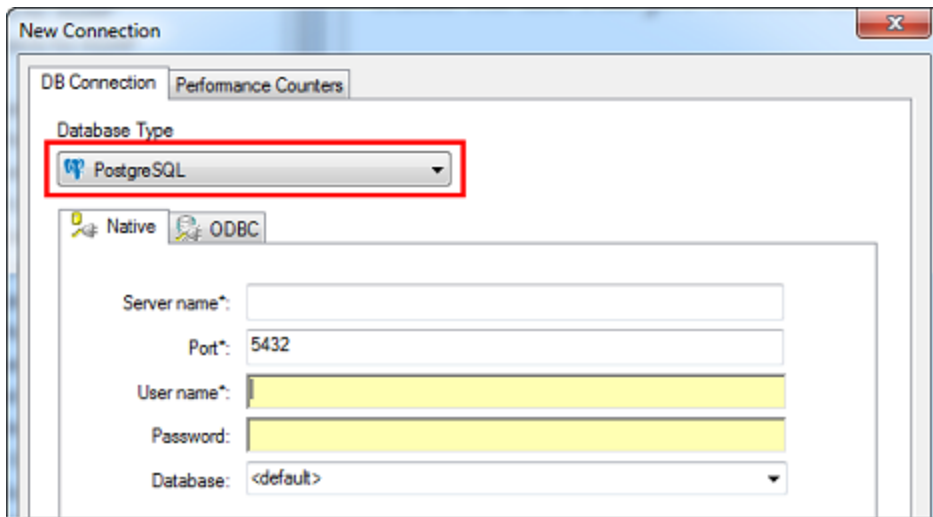 New Connection
DB Connection Performance Counters
Database Type
PostgreSQL
Native ODBC
Server name*:
Port*: 5432
User name*:
Password:
Database: <default>